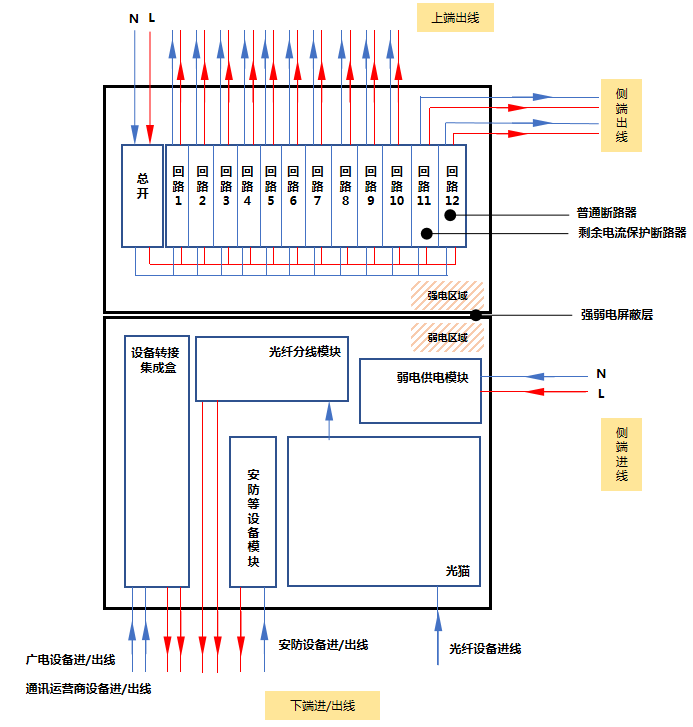 上端出线
N L
侧
端
出
线
总
开
回
路
1
回
路
2
回
路
3
回
路
4
回
路
5
回
路
6
回
路
7
回
路
8
回
路
9
回
路
10
回
路
11
回
路
12
普通断路器
剩余电流保护断路器
强电区域
强弱电屏蔽层
弱电区域
设备转接
集成盒
光纤分线模块
弱电供电模块
N
L
侧
端
进
线
安
防
等
设
备
模
块
光猫
安防设备进/出线
光纤设备进线
广电设备进/出线
通讯运营商设备进/出线
下端进/出线